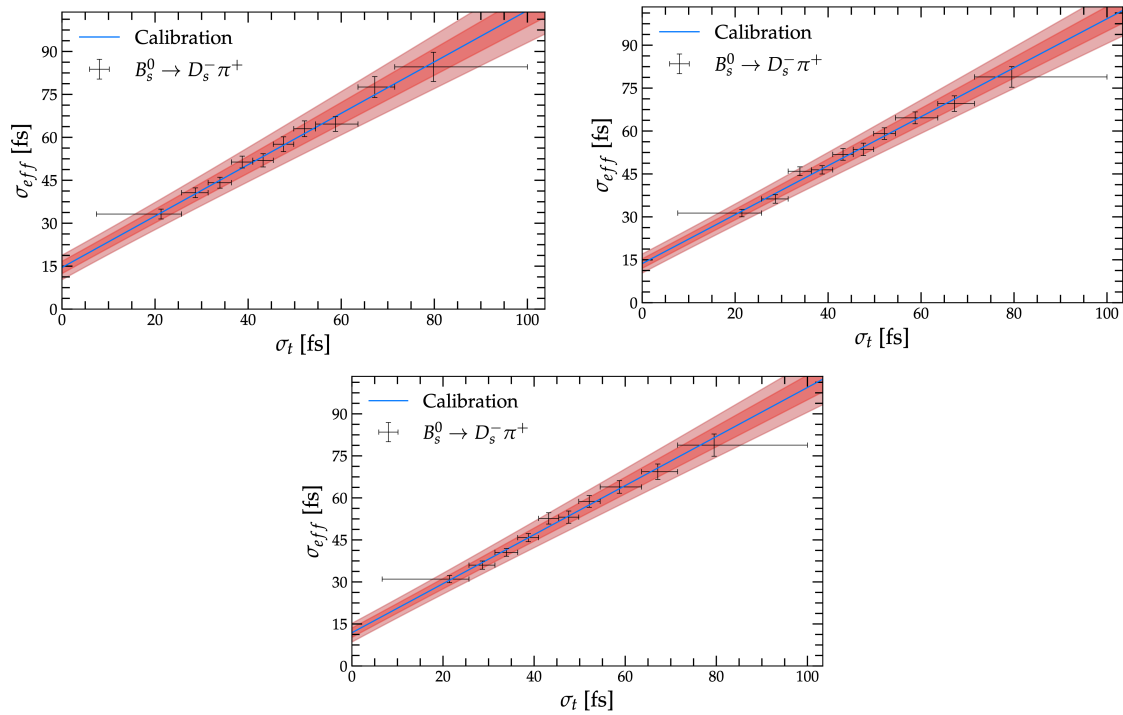 Calibration
B_s^0 → D_s^- π^+
σ_eff [fs]
90
75
60
45
30
15
0
0 20 40 60 80 100
σ_t [fs]
Calibration
B_s^0 → D_s^- π^+
σ_eff [fs]
90
75
60
45
30
15
0
0 20 40 60 80 100
σ_t [fs]
Calibration
B_s^0 → D_s^- π^+
σ_eff [fs]
90
75
60
45
30
15
0
0 20 40 60 80 100
σ_t [fs]